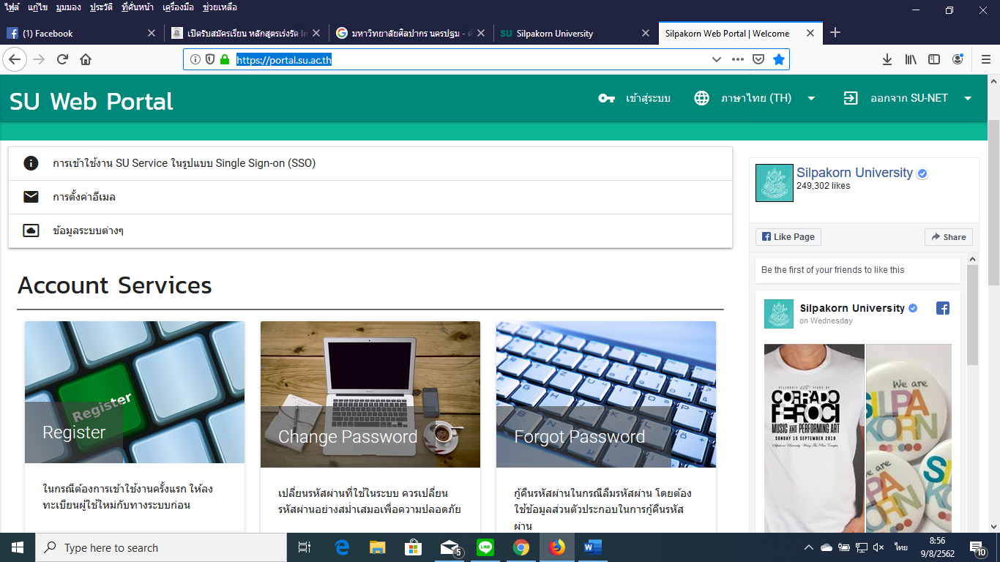 ไฟล์ แก้ไข มุมมอง ประวัติ ที่คั่นหน้า เครื่องมือ ช่วยเหลือ
(1) Facebook
เปิดรับสมัครเรียน หลักสูตรเร่งรัด In
มหาวิทยาลัยศิลปากร นครปฐม - ค้
SU Silpakorn University
Silpakorn Web Portal | Welcome
https://portal.su.ac.th
SU Web Portal
เข้าสู่ระบบ
ภาษาไทย (TH)
ออกจาก SU-NET
การเข้าใช้งาน SU Service ในรูปแบบ Single Sign-on (SSO)
การตั้งค่าอีเมล
ข้อมูลระบบต่างๆ
Account Services
Register
Register
ในกรณีต้องการเข้าใช้งานครั้งแรก ให้ลง
ทะเบียนผู้ใช้ใหม่กับทางระบบก่อน
Change Password
เปลี่ยนรหัสผ่านที่ใช้ในระบบ ควรเปลี่ยน
รหัสผ่านอย่างสม่ำเสมอเพื่อความปลอดภัย
Forgot Password
กู้คืนรหัสผ่านในกรณีลืมรหัสผ่าน โดยต้อง
ใช้ข้อมูลส่วนตัวประกอบในการกู้คืนรหัส
ผ่าน
Silpakorn University
249,302 likes
Like Page
Share
Be the first of your friends to like this
Silpakorn University
on Wednesday
CELEBRATE 127th YEARS OF
CORRADO
FEROCI
MUSIC AND PERFORMING ART
SUNDAY 15 SEPTEMBER 2019
We are
SILPA
KORN
We are
SILPA
KORN
Type here to search
5
LINE
ไทย
8:56
9/8/2562
10